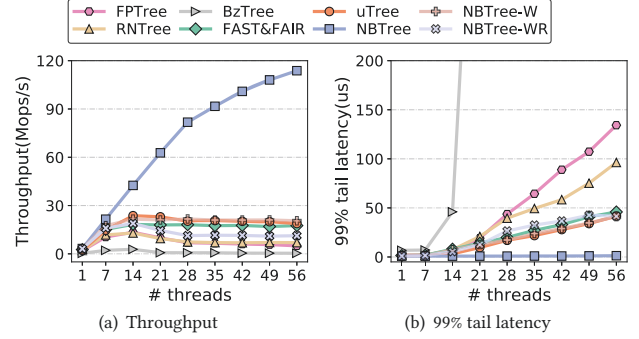 FPTree BzTree uTree NBTree-W
RNTree FAST&FAIR NBTree NBTree-WR
Throughput(Mops/s)
120
90
60
30
0
1 7 14 21 28 35 42 49 56
# threads
(a) Throughput
99% tail latency(us)
200
150
100
50
0
1 7 14 21 28 35 42 49 56
# threads
(b) 99% tail latency